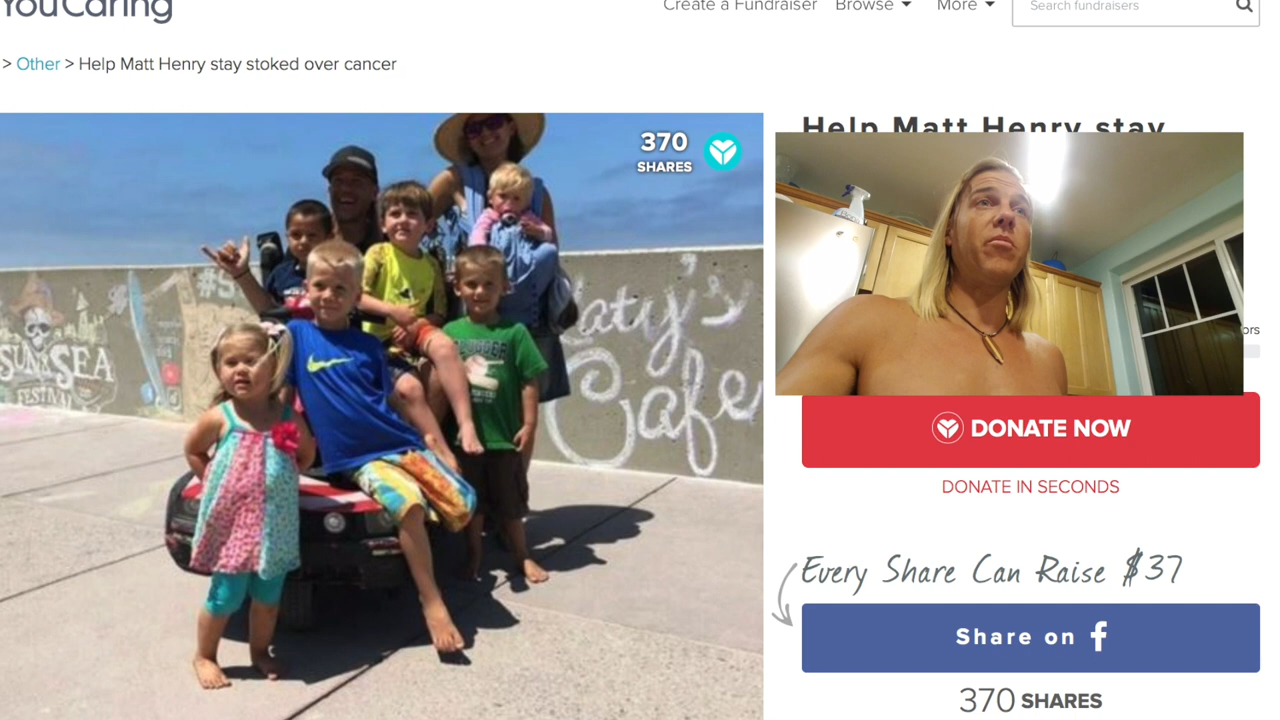 YouCaring
Create a Fundraiser
Browse
More
Search fundraisers
> Other > Help Matt Henry stay stoked over cancer
370
SHARES
Help Matt Henry stay
SUN & SEA
FESTIVAL
Katy's
Cafe
SLUGGER
ors
DONATE NOW
DONATE IN SECONDS
Every Share Can Raise $37
Share on f
370 SHARES